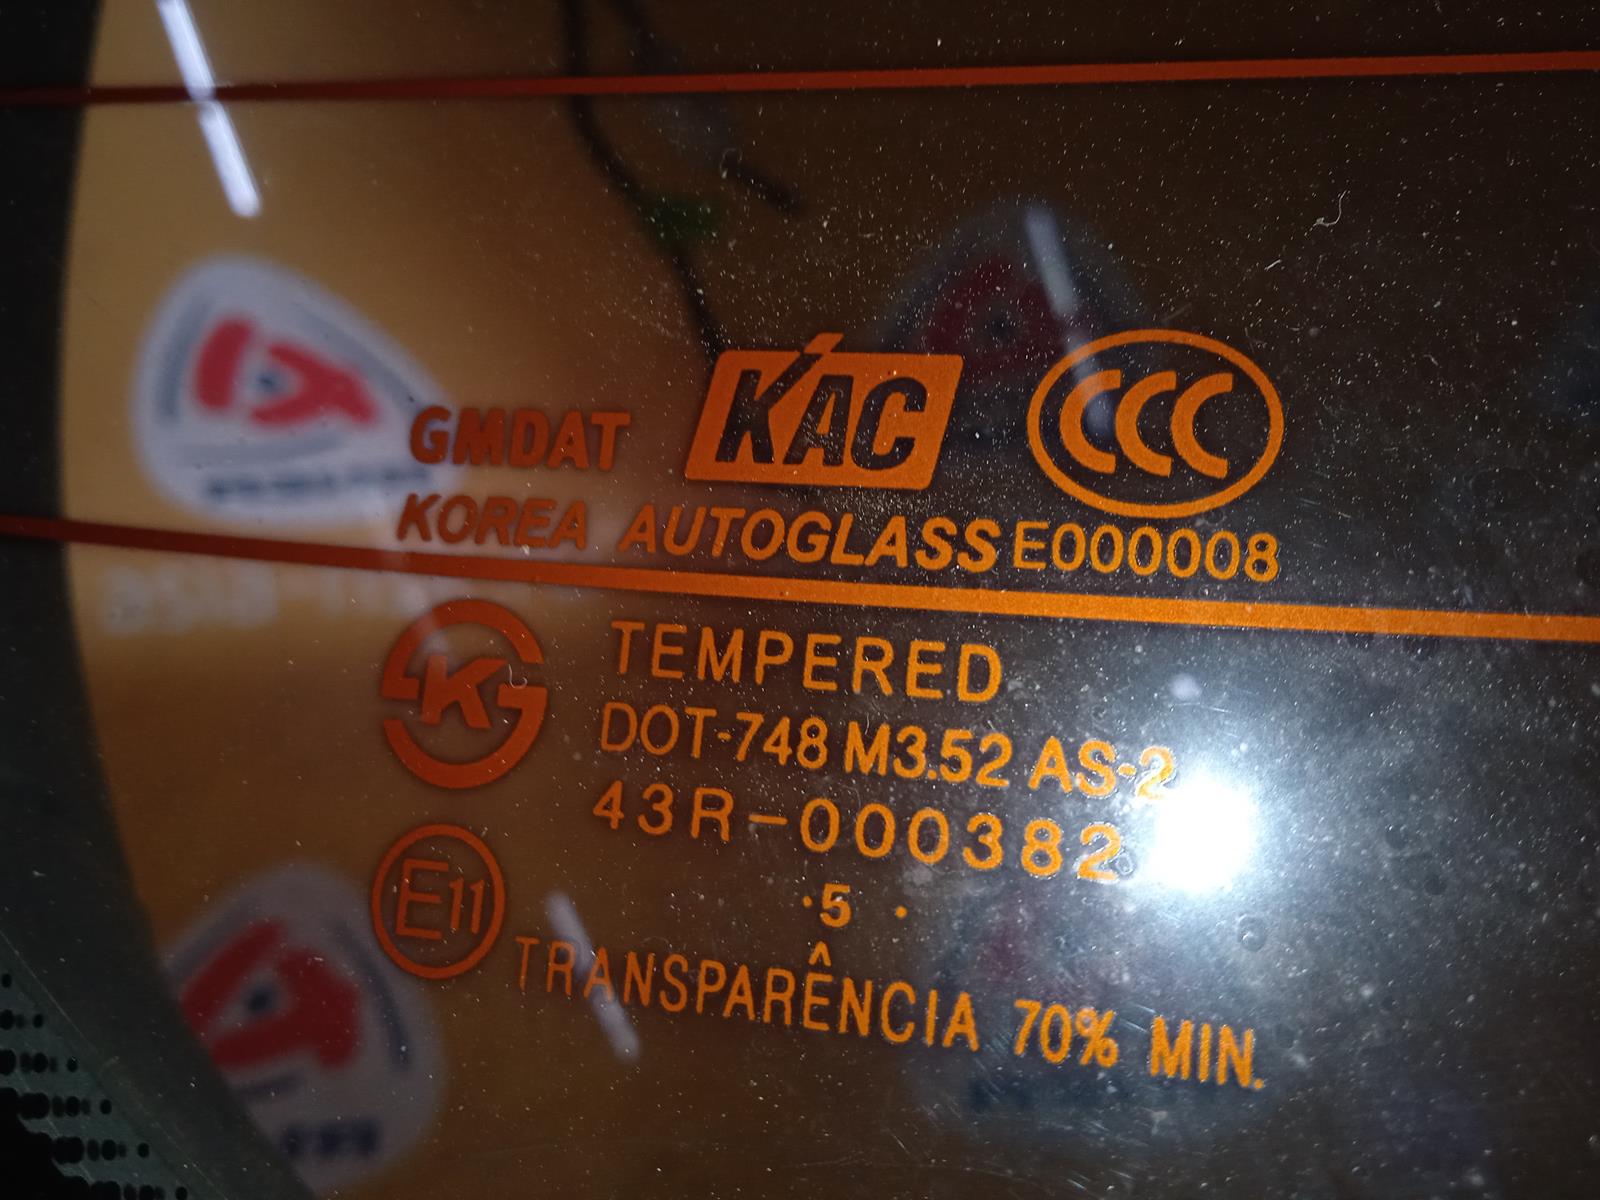 GMDAT KAC CCC
KOREA AUTOGLASS E000008
K TEMPERED
DOT-748 M3.52 AS-2
43R-000382
E11 .5 .
TRANSPARÊNCIA 70% MIN.